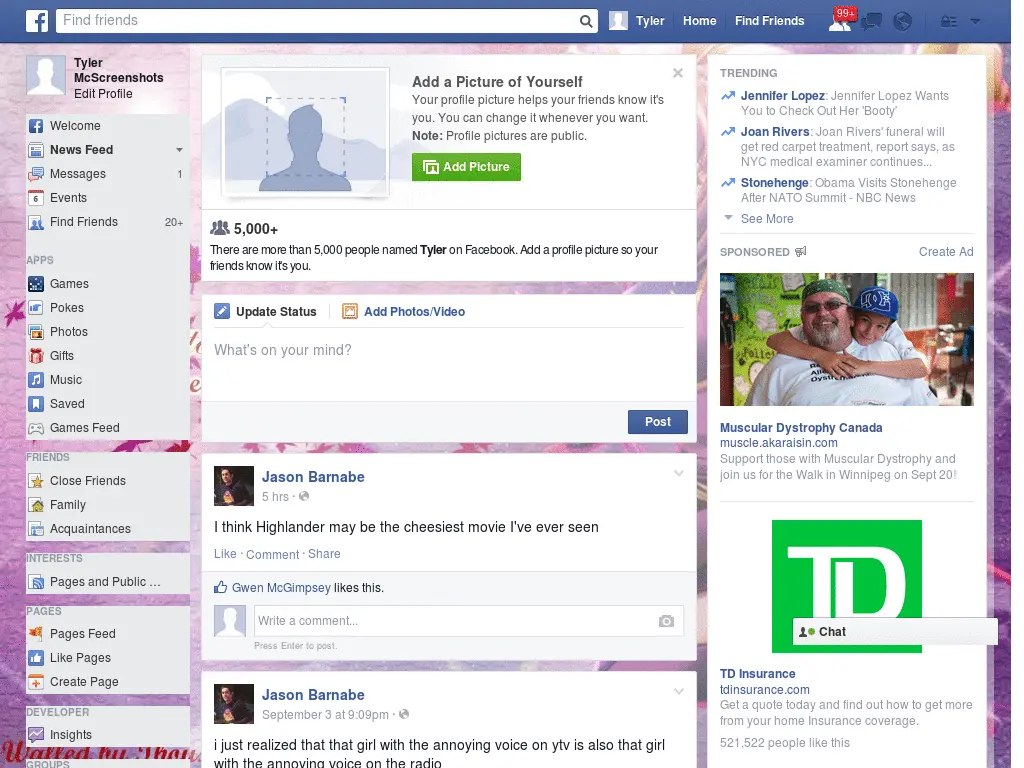 Find friends
Tyler
Home
Find Friends
99+
Tyler
McScreenshots
Edit Profile
Welcome
News Feed
Messages 1
6 Events
Find Friends 20+
APPS
Games
Pokes
Photos
Gifts
Music
Saved
Games Feed
FRIENDS
Close Friends
Family
Acquaintances
INTERESTS
Pages and Public ...
PAGES
Pages Feed
Like Pages
Create Page
DEVELOPER
Insights
GROUPS
Add a Picture of Yourself
Your profile picture helps your friends know it's
you. You can change it whenever you want.
Note: Profile pictures are public.
Add Picture
5,000+
There are more than 5,000 people named Tyler on Facebook. Add a profile picture so your
friends know it's you.
Update Status
Add Photos/Video
What's on your mind?
Post
Jason Barnabe
5 hrs ·
I think Highlander may be the cheesiest movie I've ever seen
Like · Comment · Share
Gwen McGimpsey likes this.
Write a comment...
Press Enter to post.
Jason Barnabe
September 3 at 9:09pm ·
i just realized that that girl with the annoying voice on ytv is also that girl
with the annoying voice on the radio
TRENDING
Jennifer Lopez: Jennifer Lopez Wants
You to Check Out Her 'Booty'
Joan Rivers: Joan Rivers' funeral will
get red carpet treatment, report says, as
NYC medical examiner continues...
Stonehenge: Obama Visits Stonehenge
After NATO Summit - NBC News
See More
SPONSORED
Create Ad
Muscular Dystrophy Canada
muscle.akaraisin.com
Support those with Muscular Dystrophy and
join us for the Walk in Winnipeg on Sept 20!
TD
Chat
TD Insurance
tdinsurance.com
Get a quote today and find out how to get more
from your home Insurance coverage.
521,522 people like this